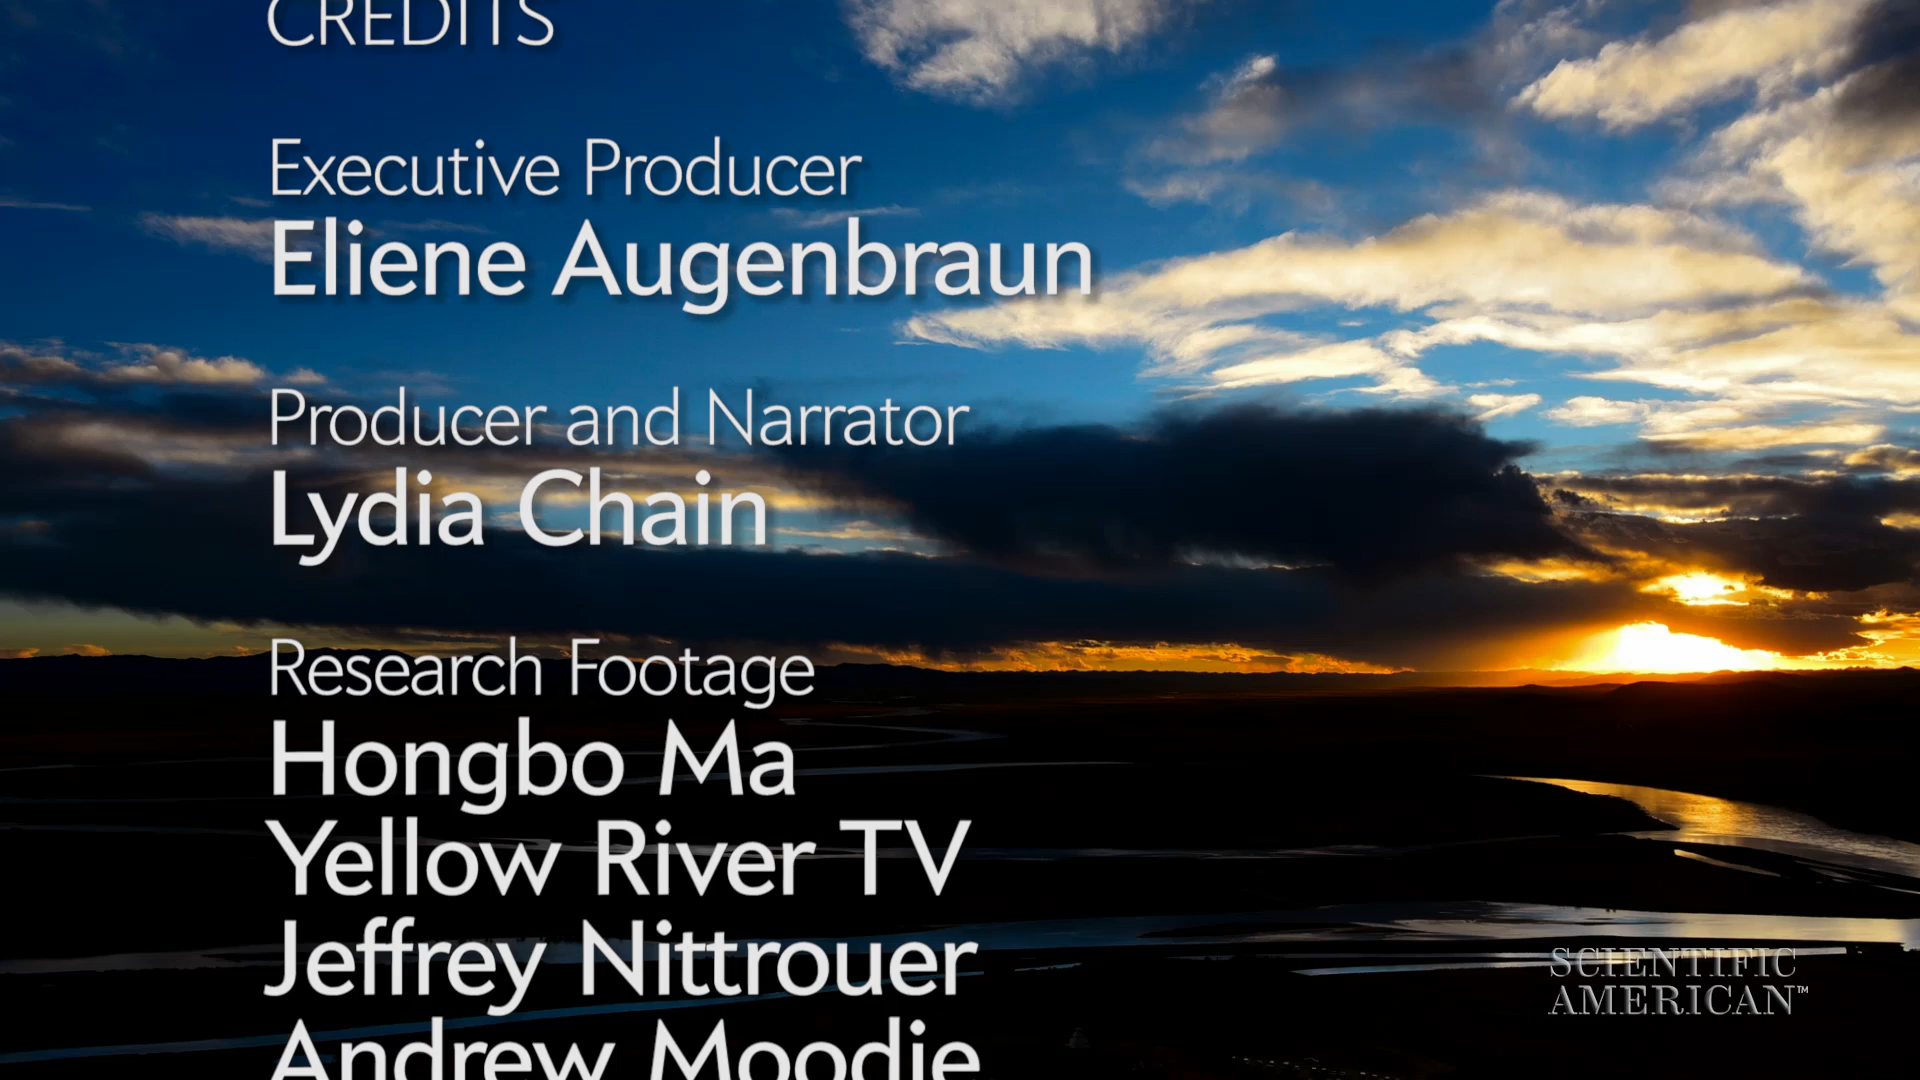 CREDITS
Executive Producer
Eliene Augenbraun
Producer and Narrator
Lydia Chain
Research Footage
Hongbo Ma
Yellow River TV
Jeffrey Nittrouer
Andrew Moodie
SCIENTIFIC
AMERICAN™